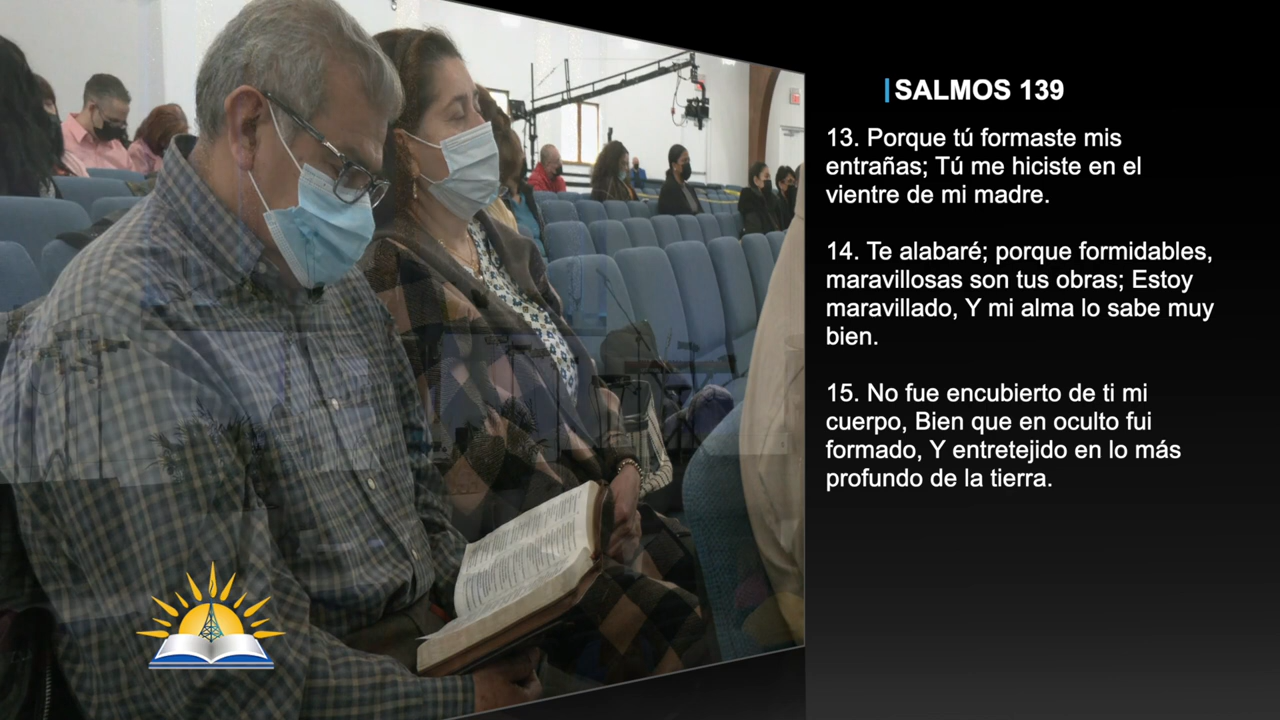 SALMOS 139
13. Porque tú formaste mis
entrañas; Tú me hiciste en el
vientre de mi madre.
14. Te alabaré; porque formidables,
maravillosas son tus obras; Estoy
maravillado, Y mi alma lo sabe muy
bien.
15. No fue encubierto de ti mi
cuerpo, Bien que en oculto fui
formado, Y entretejido en lo más
profundo de la tierra.